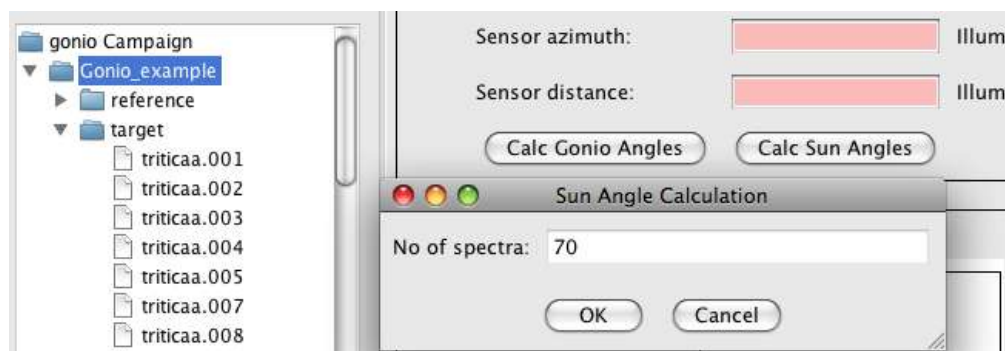 gonio Campaign
Gonio_example
reference
target
triticaa.001
triticaa.002
triticaa.003
triticaa.004
triticaa.005
triticaa.007
triticaa.008
Sensor azimuth:
Illum
Sensor distance:
Illum
Calc Gonio Angles
Calc Sun Angles
Sun Angle Calculation
No of spectra: 70
OK
Cancel